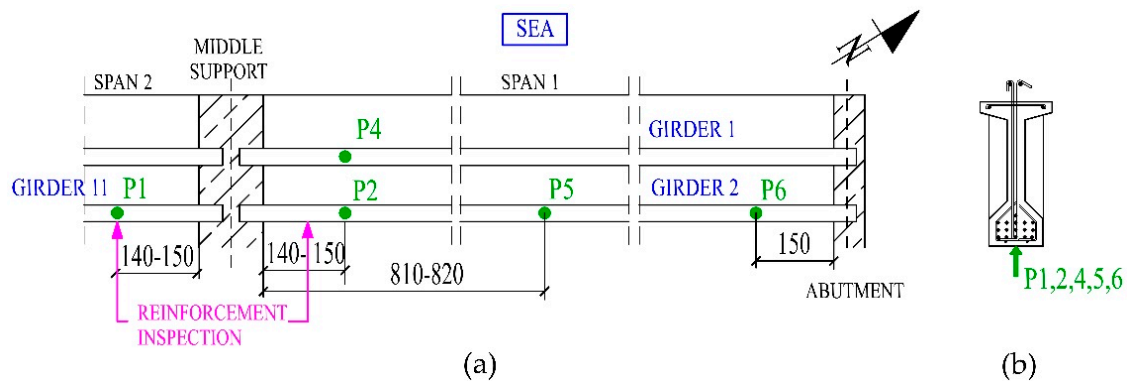 SEA
N
MIDDLE
SUPPORT
SPAN 2
SPAN 1
P4
GIRDER 1
GIRDER 11
P1
P2
P5
GIRDER 2
P6
140-150
140-150
150
810-820
REINFORCEMENT
INSPECTION
ABUTMENT
P1,2,4,5,6
(a)
(b)